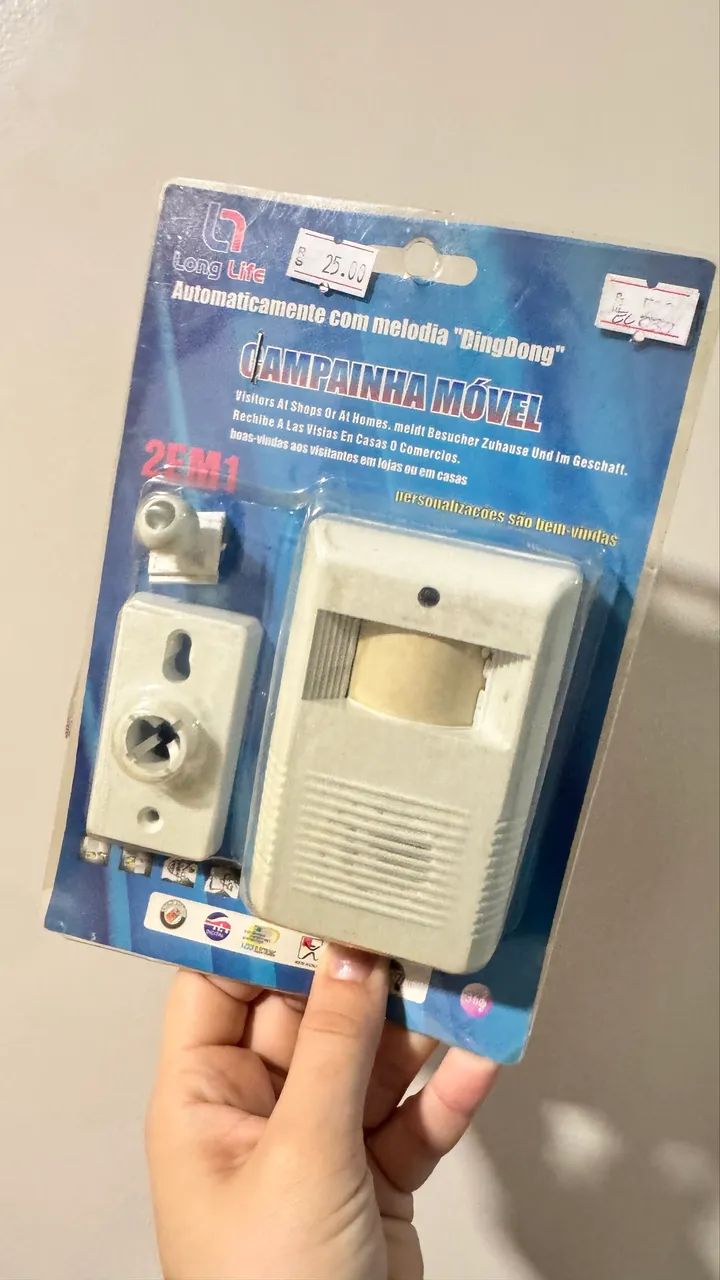 Long Life
R$ 25.00
Automaticamente com melodia "DingDong"
CAMPAINHA MÓVEL
Visitors At Shops Or At Homes. meldt Besucher Zuhause Und Im Geschaft.
Rechibe A Las Visias En Casas O Comercios.
boas-vindas aos visitantes em lojas ou em casas
2EM1
personalizações são bem-vindas